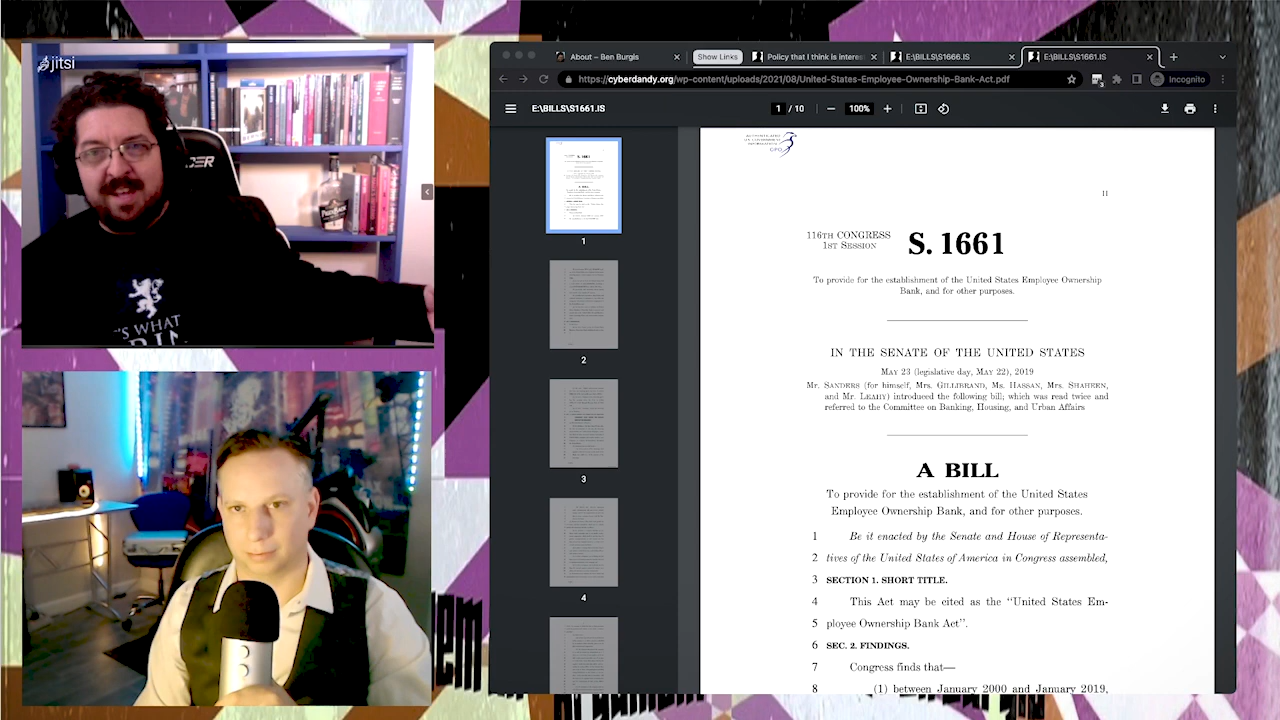 jitsi
DER
'S WHAT
About – Ben Burgis
Show Links
Policy that I think is interes
E:\BILLS\S1666.IS
E:\BILLS\S1661.IS
https://cyberdandy.org/wp-content/uploads/2021/08/United-States-Employee-Ownership-Bank-Act.pdf
3
Incognito
E:\BILLS\S1661.IS
1 / 10
100%
1
2
3
4
GPO
II
116TH CONGRESS
1ST SESSION
S. 1661
To provide for the establishment of the United States Employee Ownership
Bank, and for other purposes.
IN THE SENATE OF THE UNITED STATES
MAY 23 (legislative day, MAY 22), 2019
Mr. SANDERS (for himself, Mrs. GILLIBRAND, Ms. HASSAN, Mrs. SHAHEEN,
and Mr. LEAHY) introduced the following bill; which was read twice and
referred to the Committee on Banking, Housing, and Urban Affairs
A BILL
To provide for the establishment of the United States
Employee Ownership Bank, and for other purposes.
1 Be it enacted by the Senate and House of Representa-
2 tives of the United States of America in Congress assembled,
3 SECTION 1. SHORT TITLE.
4 This Act may be cited as the "United States Em-
5 ployee Ownership Bank Act".
FINDINGS.
7 Congress finds that—
8 (1) between January 2000 and January 2019,